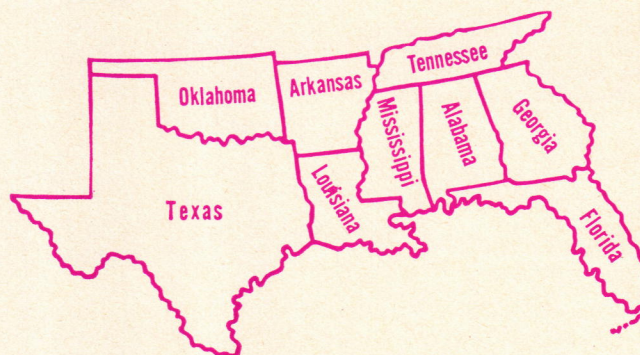 Tennessee
Oklahoma
Arkansas
Mississippi
Alabama
Georgia
Texas
Louisiana
Florida